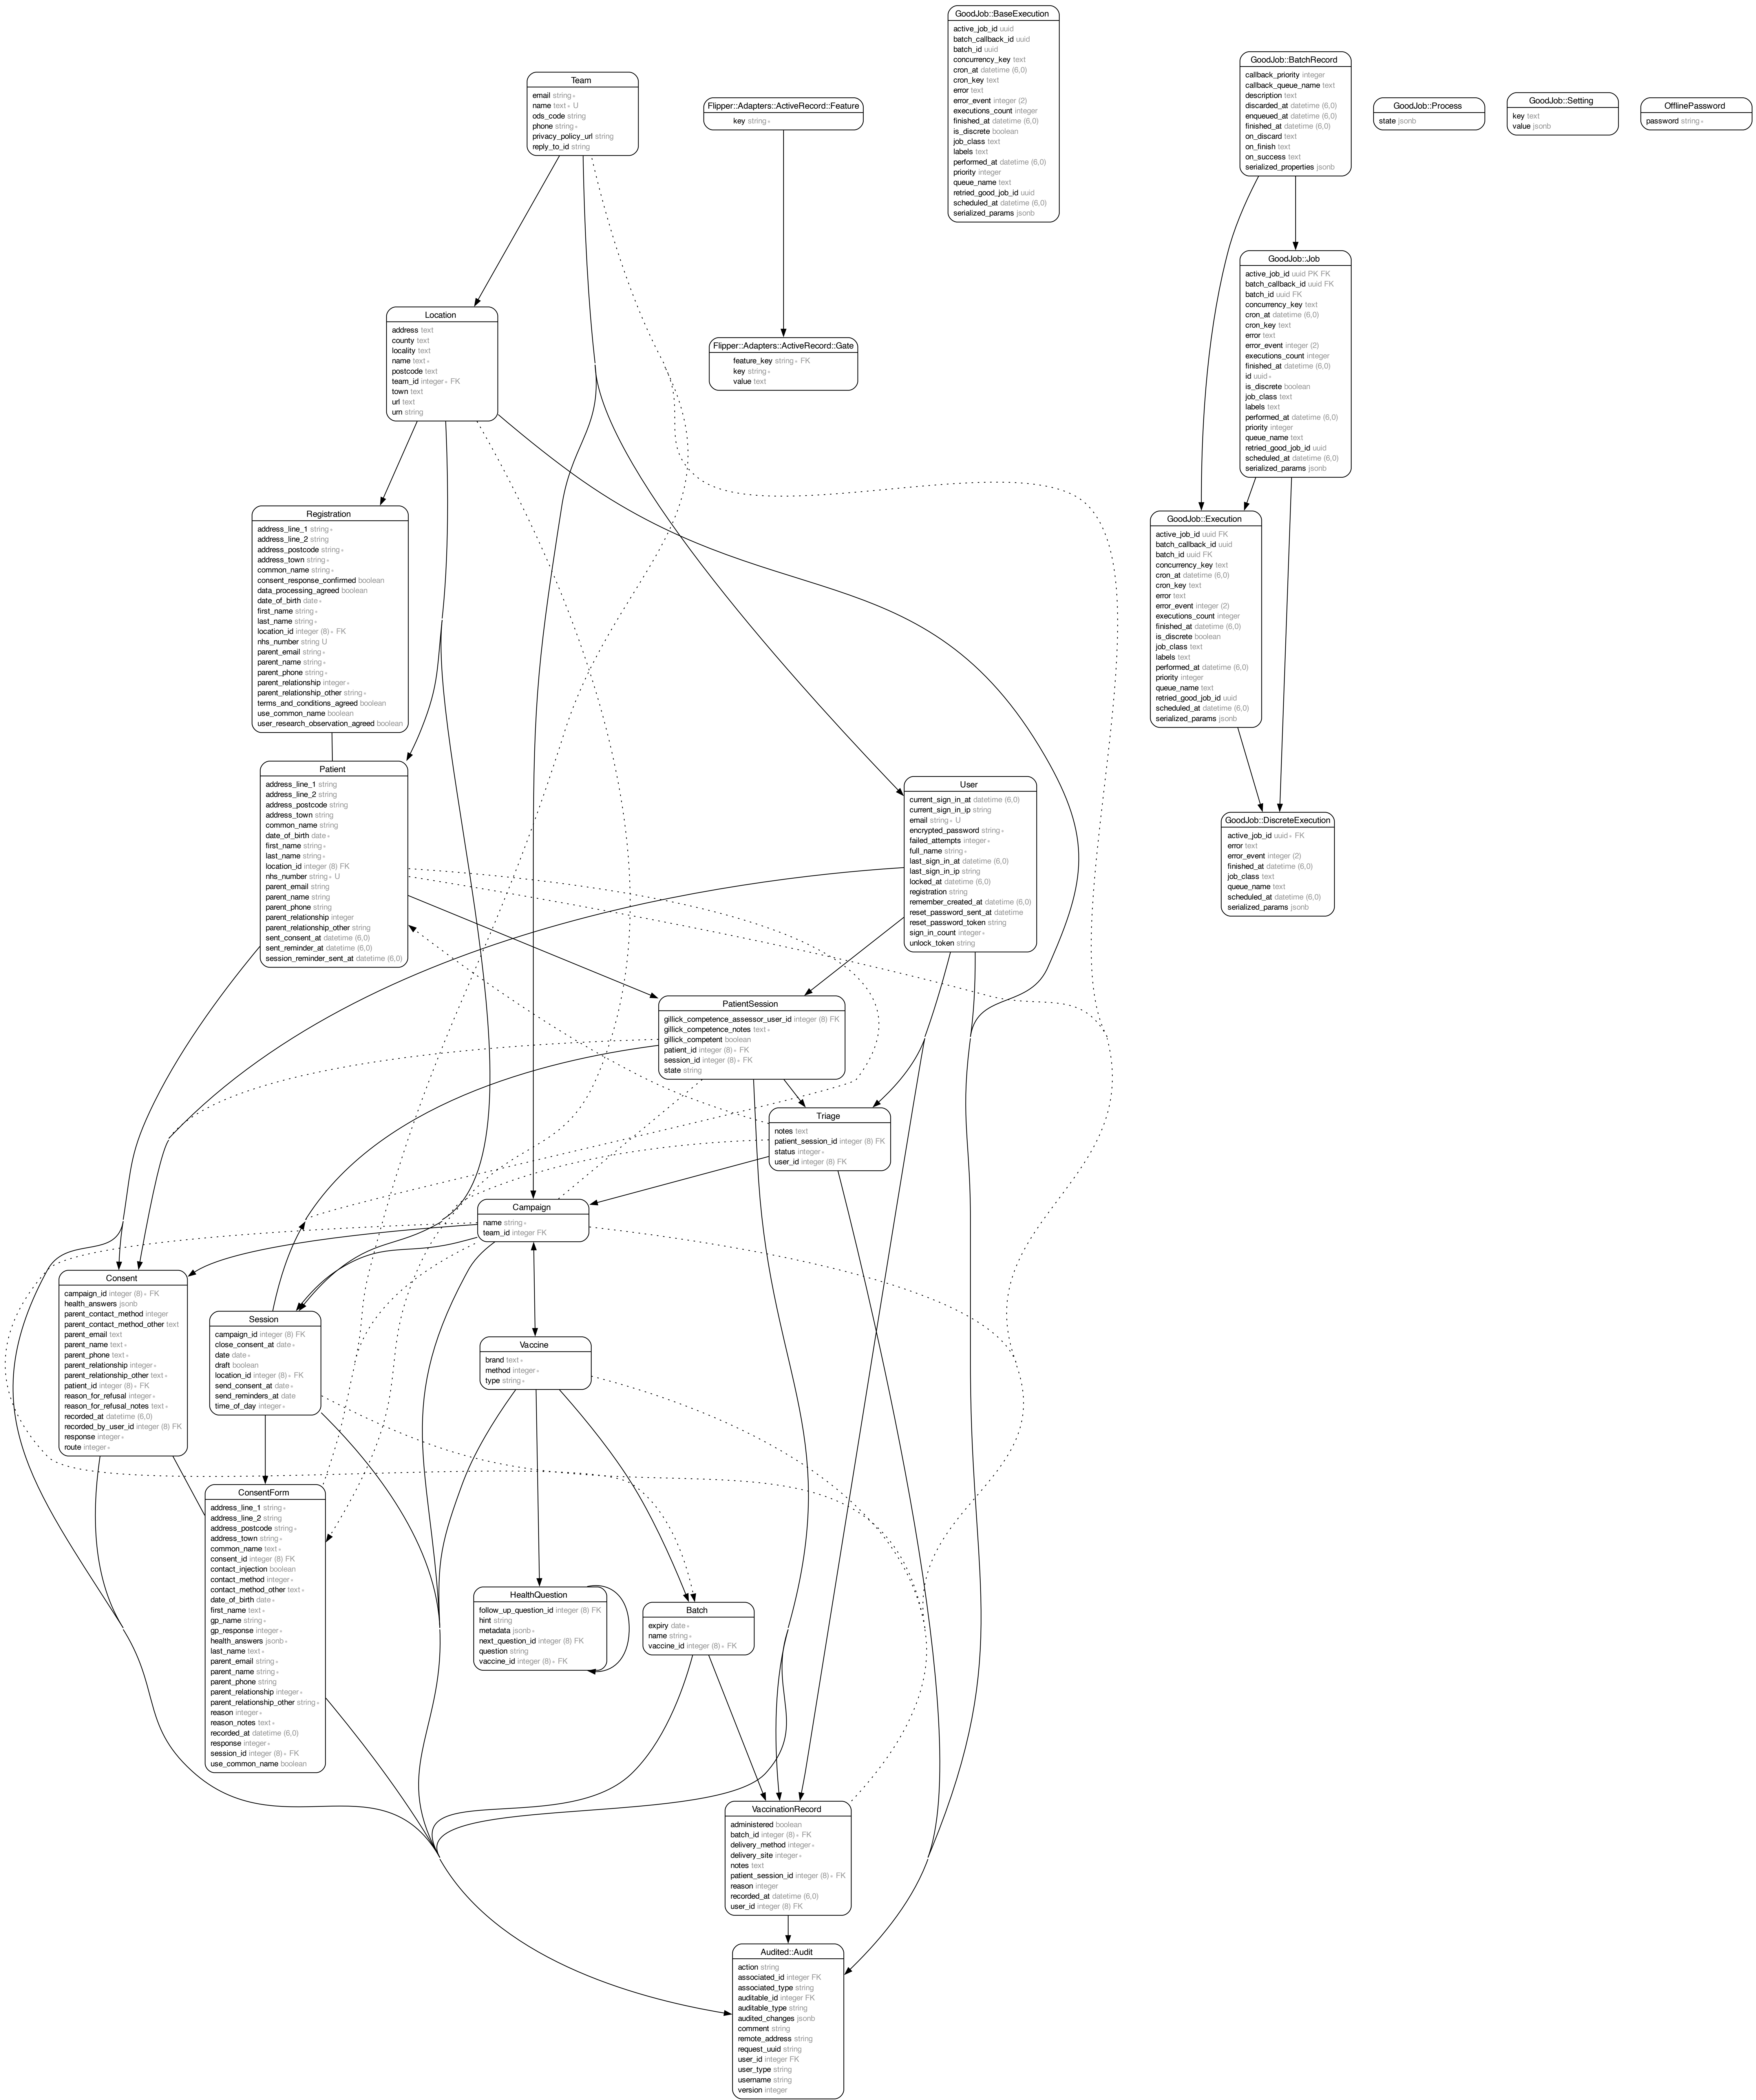 GoodJob::BaseExecution
active_job_id uuid
batch_callback_id uuid
batch_id uuid
concurrency_key text
cron_at datetime (6,0)
cron_key text
error text
error_event integer (2)
executions_count integer
finished_at datetime (6,0)
is_discrete boolean
job_class text
labels text
performed_at datetime (6,0)
priority integer
queue_name text
retried_good_job_id uuid
scheduled_at datetime (6,0)
serialized_params jsonb
GoodJob::BatchRecord
callback_priority integer
callback_queue_name text
description text
discarded_at datetime (6,0)
enqueued_at datetime (6,0)
finished_at datetime (6,0)
on_discard text
on_finish text
on_success text
serialized_properties jsonb
Team
email string ∗
name text ∗ U
ods_code string
phone string ∗
privacy_policy_url string
reply_to_id string
Flipper::Adapters::ActiveRecord::Feature
key string ∗
GoodJob::Process
state jsonb
GoodJob::Setting
key text
value jsonb
OfflinePassword
password string ∗
GoodJob::Job
active_job_id uuid PK FK
batch_callback_id uuid FK
batch_id uuid FK
concurrency_key text
cron_at datetime (6,0)
cron_key text
error text
error_event integer (2)
executions_count integer
finished_at datetime (6,0)
id uuid ∗
is_discrete boolean
job_class text
labels text
performed_at datetime (6,0)
priority integer
queue_name text
retried_good_job_id uuid
scheduled_at datetime (6,0)
serialized_params jsonb
Location
address text
county text
locality text
name text ∗
postcode text
team_id integer ∗ FK
town text
url text
urn string
Flipper::Adapters::ActiveRecord::Gate
feature_key string ∗ FK
key string ∗
value text
Registration
address_line_1 string ∗
address_line_2 string
address_postcode string ∗
address_town string ∗
common_name string ∗
consent_response_confirmed boolean
data_processing_agreed boolean
date_of_birth date ∗
first_name string ∗
last_name string ∗
location_id integer (8) ∗ FK
nhs_number string U
parent_email string ∗
parent_name string ∗
parent_phone string ∗
parent_relationship integer ∗
parent_relationship_other string ∗
terms_and_conditions_agreed boolean
use_common_name boolean
user_research_observation_agreed boolean
GoodJob::Execution
active_job_id uuid FK
batch_callback_id uuid
batch_id uuid FK
concurrency_key text
cron_at datetime (6,0)
cron_key text
error text
error_event integer (2)
executions_count integer
finished_at datetime (6,0)
is_discrete boolean
job_class text
labels text
performed_at datetime (6,0)
priority integer
queue_name text
retried_good_job_id uuid
scheduled_at datetime (6,0)
serialized_params jsonb
Patient
address_line_1 string
address_line_2 string
address_postcode string
address_town string
common_name string
date_of_birth date ∗
first_name string ∗
last_name string ∗
location_id integer (8) FK
nhs_number string ∗ U
parent_email string
parent_name string
parent_phone string
parent_relationship integer
parent_relationship_other string
sent_consent_at datetime (6,0)
sent_reminder_at datetime (6,0)
session_reminder_sent_at datetime (6,0)
User
current_sign_in_at datetime (6,0)
current_sign_in_ip string
email string ∗ U
encrypted_password string ∗
failed_attempts integer ∗
full_name string ∗
last_sign_in_at datetime (6,0)
last_sign_in_ip string
locked_at datetime (6,0)
registration string
remember_created_at datetime (6,0)
reset_password_sent_at datetime
reset_password_token string
sign_in_count integer ∗
unlock_token string
GoodJob::DiscreteExecution
active_job_id uuid ∗ FK
error text
error_event integer (2)
finished_at datetime (6,0)
job_class text
queue_name text
scheduled_at datetime (6,0)
serialized_params jsonb
PatientSession
gillick_competence_assessor_user_id integer (8) FK
gillick_competence_notes text ∗
gillick_competent boolean
patient_id integer (8) ∗ FK
session_id integer (8) ∗ FK
state string
Triage
notes text
patient_session_id integer (8) FK
status integer ∗
user_id integer (8) FK
Campaign
name string ∗
team_id integer FK
Consent
campaign_id integer (8) ∗ FK
health_answers jsonb
parent_contact_method integer
parent_contact_method_other text
parent_email text
parent_name text ∗
parent_phone text ∗
parent_relationship integer ∗
parent_relationship_other text ∗
patient_id integer (8) ∗ FK
reason_for_refusal integer ∗
reason_for_refusal_notes text ∗
recorded_at datetime (6,0)
recorded_by_user_id integer (8) FK
response integer ∗
route integer ∗
Session
campaign_id integer (8) FK
close_consent_at date ∗
date date ∗
draft boolean
location_id integer (8) ∗ FK
send_consent_at date ∗
send_reminders_at date
time_of_day integer ∗
Vaccine
brand text ∗
method integer ∗
type string ∗
ConsentForm
address_line_1 string ∗
address_line_2 string
address_postcode string ∗
address_town string ∗
common_name text ∗
consent_id integer (8) FK
contact_injection boolean
contact_method integer ∗
contact_method_other text ∗
date_of_birth date ∗
first_name text ∗
gp_name string ∗
gp_response integer ∗
health_answers jsonb ∗
last_name text ∗
parent_email string ∗
parent_name string ∗
parent_phone string
parent_relationship integer ∗
parent_relationship_other string ∗
reason integer ∗
reason_notes text ∗
recorded_at datetime (6,0)
response integer ∗
session_id integer (8) ∗ FK
use_common_name boolean
HealthQuestion
follow_up_question_id integer (8) FK
hint string
metadata jsonb ∗
next_question_id integer (8) FK
question string
vaccine_id integer (8) ∗ FK
Batch
expiry date ∗
name string ∗
vaccine_id integer (8) ∗ FK
VaccinationRecord
administered boolean
batch_id integer (8) ∗ FK
delivery_method integer ∗
delivery_site integer ∗
notes text
patient_session_id integer (8) ∗ FK
reason integer
recorded_at datetime (6,0)
user_id integer (8) FK
Audited::Audit
action string
associated_id integer FK
associated_type string
auditable_id integer FK
auditable_type string
audited_changes jsonb
comment string
remote_address string
request_uuid string
user_id integer FK
user_type string
username string
version integer